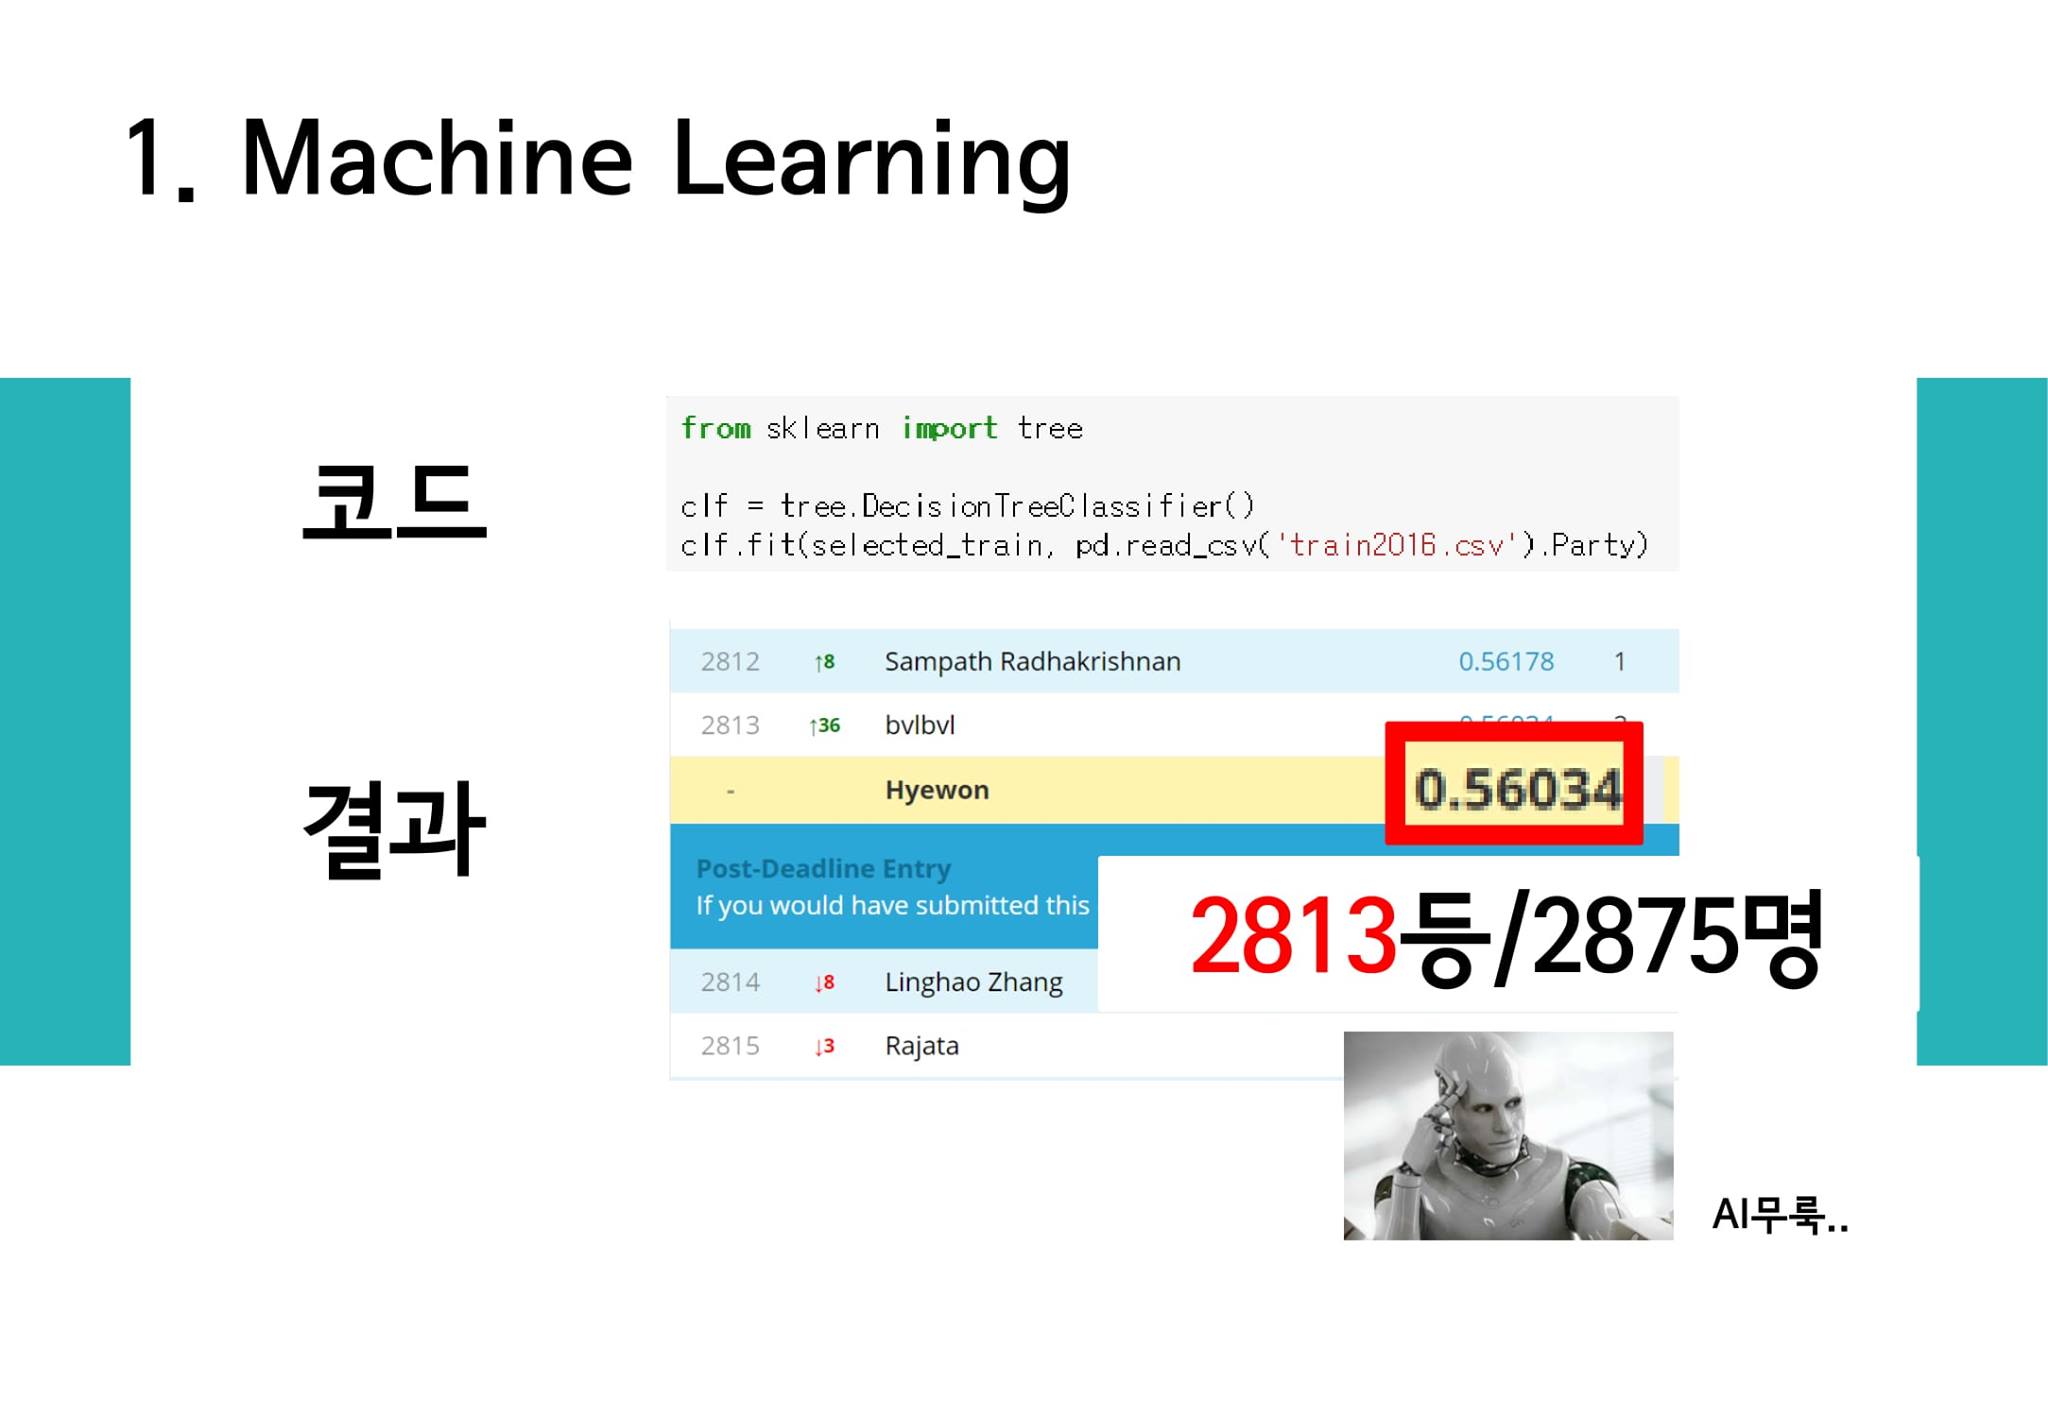 1. Machine Learning
코드
from sklearn import tree
clf = tree.DecisionTreeClassifier()
clf.fit(selected_train, pd.read_csv('train2016.csv').Party)
결과
2812 ↑8 Sampath Radhakrishnan 0.56178 1
2813 ↑36 bvlbvl
- Hyewon 0.56034
Post-Deadline Entry
If you would have submitted this
2813등/2875명
2814 ↓8 Linghao Zhang
2815 ↓3 Rajata
AI무룩..